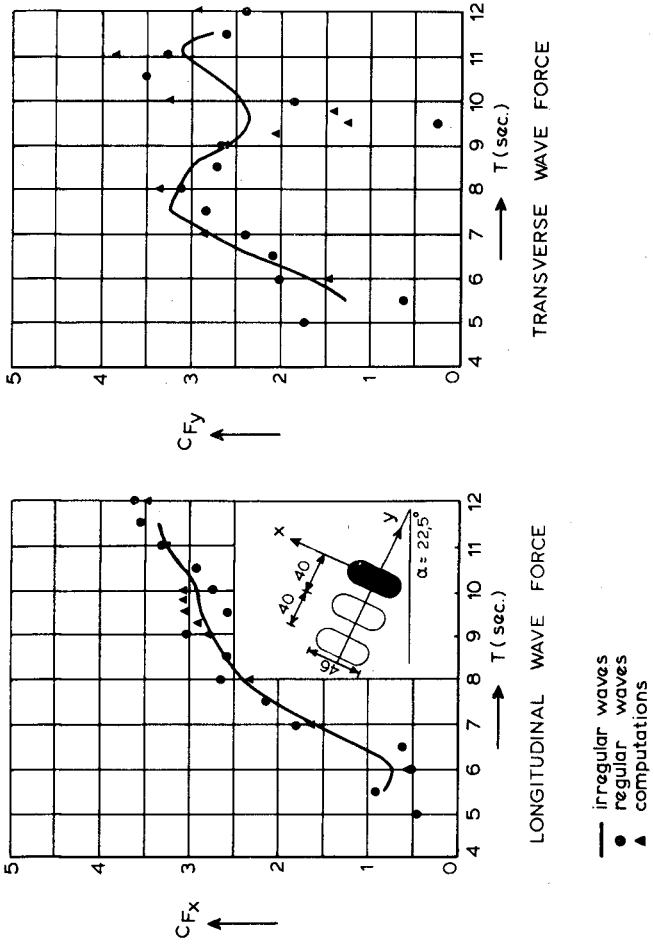 CFx
5
4
3
2
1
0
4
5
6
7
8
9
10
11
12
T (sec.)
LONGITUDINAL WAVE FORCE
x
y
40
40
46
α = 22,5°
CFy
5
4
3
2
1
0
4
5
6
7
8
9
10
11
12
T (sec.)
TRANSVERSE WAVE FORCE
irregular waves
regular waves
computations